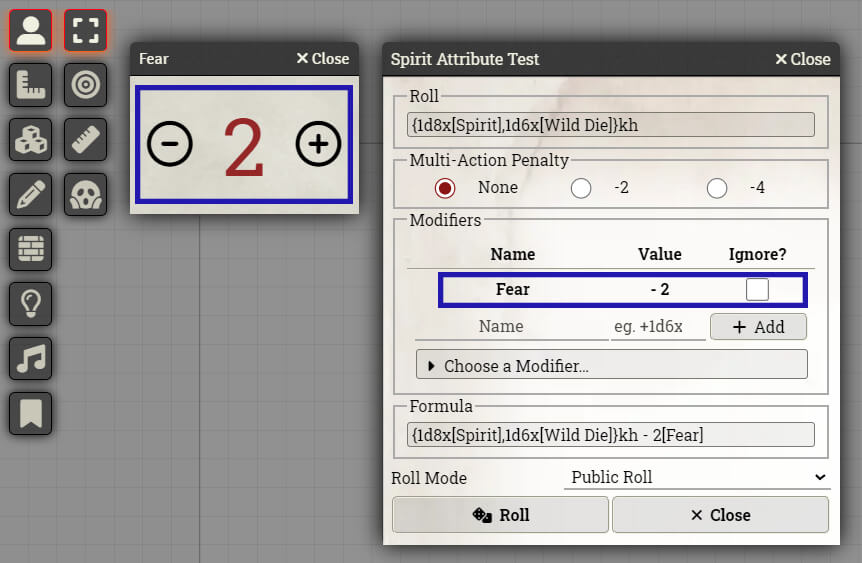 Fear
Close
2
Spirit Attribute Test
Close
Roll
{1d8x[Spirit],1d6x[Wild Die]}kh
Multi-Action Penalty
None -2 -4
Modifiers
Name Value Ignore?
Fear - 2
Name eg. +1d6x + Add
Choose a Modifier...
Formula
{1d8x[Spirit],1d6x[Wild Die]}kh - 2[Fear]
Roll Mode Public Roll
Roll Close